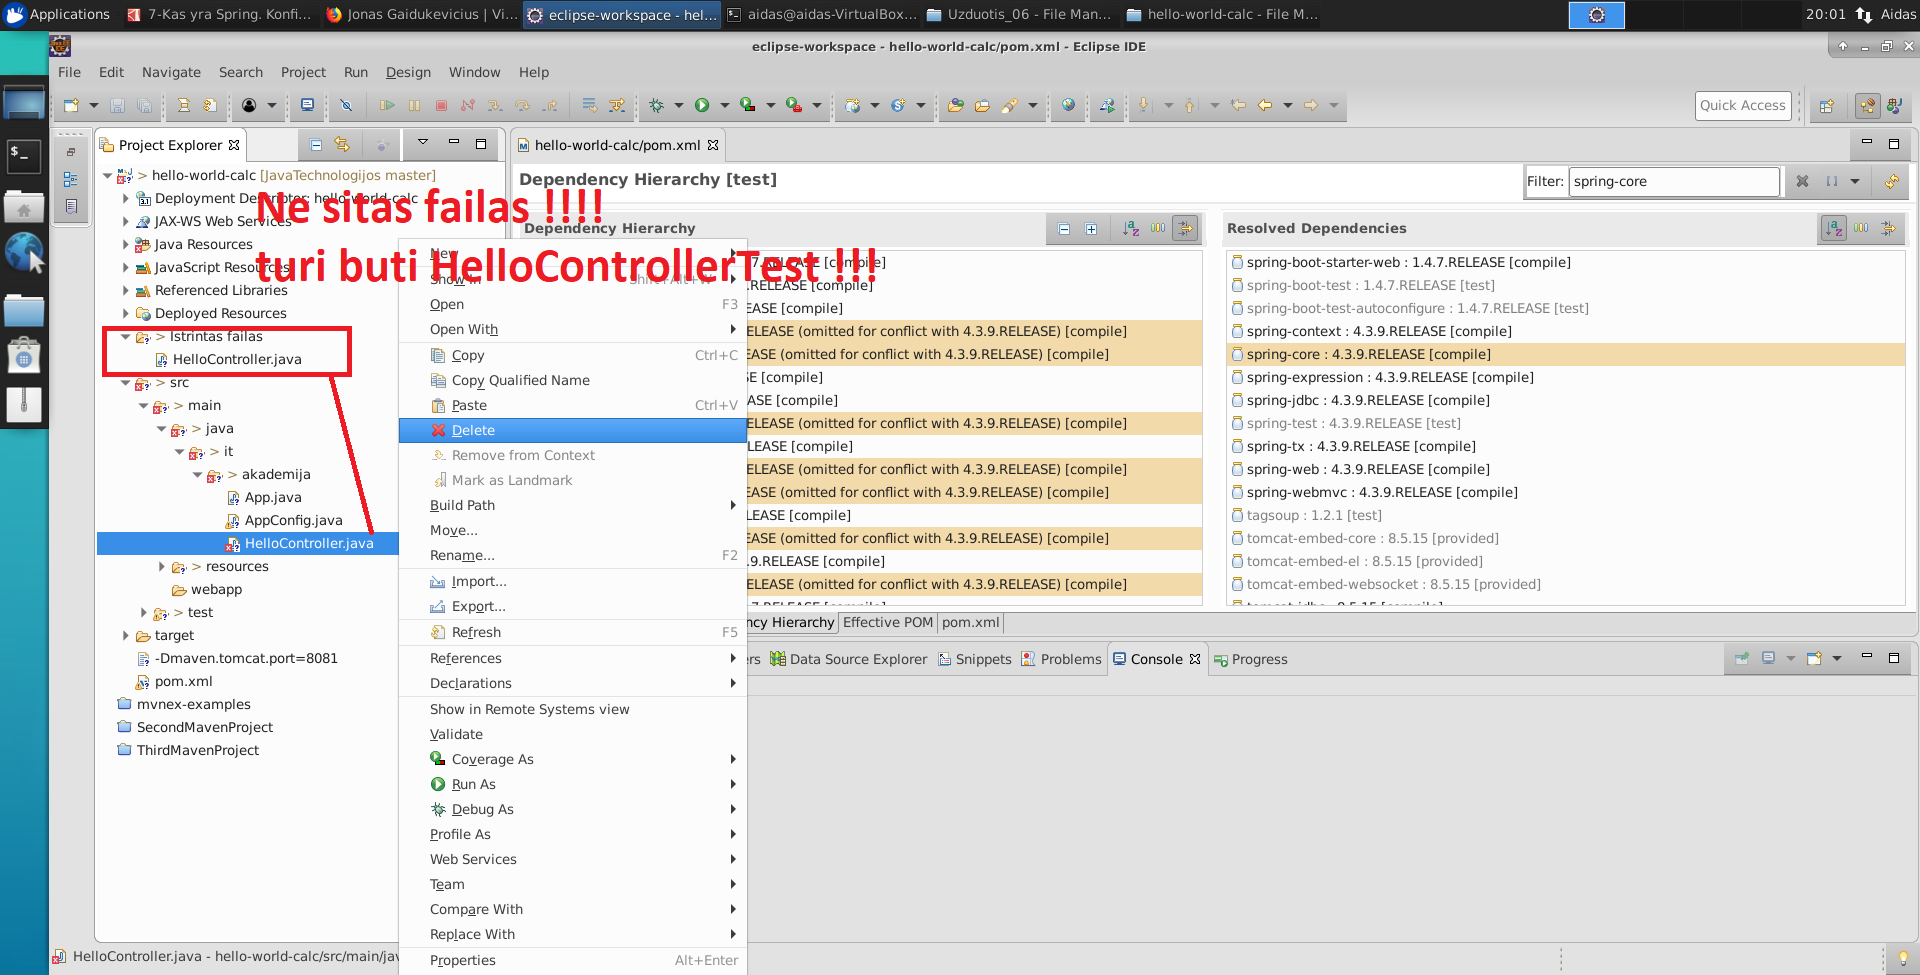 Applications
7-Kas yra Spring. Konfi...
Jonas Gaidukevicius | Vi...
eclipse-workspace - hel...
aidas@aidas-VirtualBox...
Uzduotis_06 - File Man...
hello-world-calc - File M...
20:01
Aidas
eclipse-workspace - hello-world-calc/pom.xml - Eclipse IDE
File Edit Navigate Search Project Run Design Window Help
Quick Access
Project Explorer
hello-world-calc [JavaTechnologijos master]
Deployment Descriptor: hello-world-calc
JAX-WS Web Services
Java Resources
JavaScript Resources
Referenced Libraries
Deployed Resources
> Istrintas failas
HelloController.java
> src
> main
> java
> it
> akademija
App.java
AppConfig.java
HelloController.java
> resources
webapp
> test
target
-Dmaven.tomcat.port=8081
pom.xml
mvnex-examples
SecondMavenProject
ThirdMavenProject
Ne sitas failas !!!!
turi buti HelloControllerTest !!!
New
Show In Shift+Alt+W
Open F3
Open With
Copy Ctrl+C
Copy Qualified Name
Paste Ctrl+V
Delete
Remove from Context
Mark as Landmark
Build Path
Move...
Rename... F2
Import...
Export...
Refresh F5
References
Declarations
Show in Remote Systems view
Validate
Coverage As
Run As
Debug As
Profile As
Web Services
Team
Compare With
Replace With
Properties Alt+Enter
hello-world-calc/pom.xml
Dependency Hierarchy [test]
Filter: spring-core
Dependency Hierarchy
.7.RELEASE [compile]
.RELEASE [compile]
EASE [compile]
ELEASE (omitted for conflict with 4.3.9.RELEASE) [compile]
EASE (omitted for conflict with 4.3.9.RELEASE) [compile]
E [compile]
ASE [compile]
ELEASE (omitted for conflict with 4.3.9.RELEASE) [compile]
LEASE [compile]
ELEASE (omitted for conflict with 4.3.9.RELEASE) [compile]
EASE (omitted for conflict with 4.3.9.RELEASE) [compile]
LEASE [compile]
EASE (omitted for conflict with 4.3.9.RELEASE) [compile]
.9.RELEASE [compile]
ELEASE (omitted for conflict with 4.3.9.RELEASE) [compile]
.7.RELEASE [compile]
Resolved Dependencies
spring-boot-starter-web : 1.4.7.RELEASE [compile]
spring-boot-test : 1.4.7.RELEASE [test]
spring-boot-test-autoconfigure : 1.4.7.RELEASE [test]
spring-context : 4.3.9.RELEASE [compile]
spring-core : 4.3.9.RELEASE [compile]
spring-expression : 4.3.9.RELEASE [compile]
spring-jdbc : 4.3.9.RELEASE [compile]
spring-test : 4.3.9.RELEASE [test]
spring-tx : 4.3.9.RELEASE [compile]
spring-web : 4.3.9.RELEASE [compile]
spring-webmvc : 4.3.9.RELEASE [compile]
tagsoup : 1.2.1 [test]
tomcat-embed-core : 8.5.15 [provided]
tomcat-embed-el : 8.5.15 [provided]
tomcat-embed-websocket : 8.5.15 [provided]
tomcat-jdbc : 8.5.15 [compile]
ncy Hierarchy
Effective POM
pom.xml
ers
Data Source Explorer
Snippets
Problems
Console
Progress
HelloController.java - hello-world-calc/src/main/jav